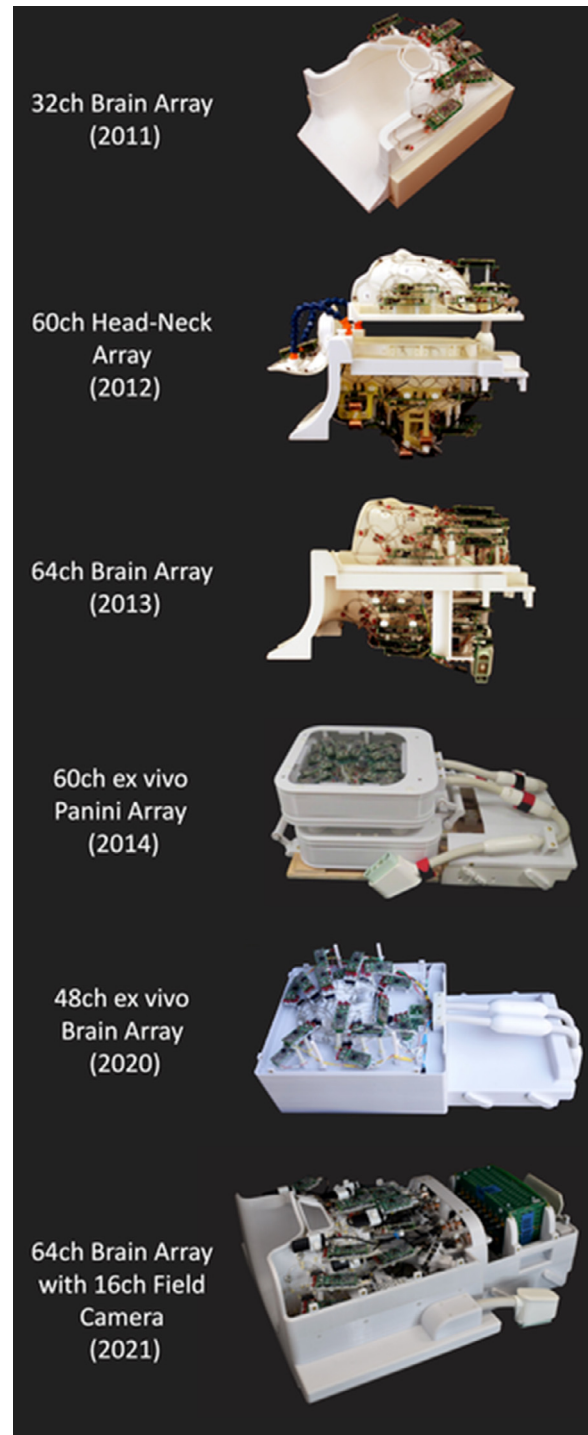 32ch Brain Array
(2011)
60ch Head-Neck
Array
(2012)
64ch Brain Array
(2013)
60ch ex vivo
Panini Array
(2014)
48ch ex vivo
Brain Array
(2020)
64ch Brain Array
with 16ch Field
Camera
(2021)